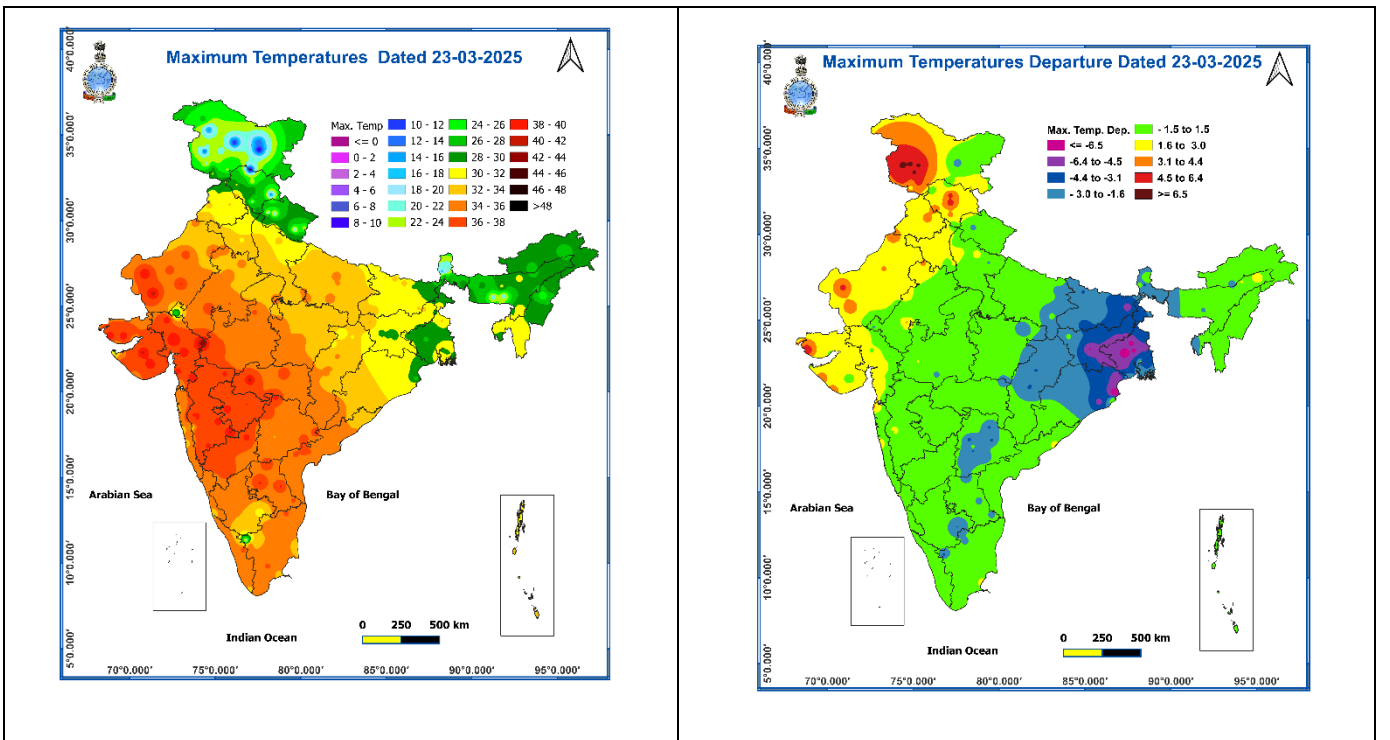 Maximum Temperatures Dated 23-03-2025
Max. Temp
<= 0
0 - 2
2 - 4
4 - 6
6 - 8
8 - 10
10 - 12
12 - 14
14 - 16
16 - 18
18 - 20
20 - 22
22 - 24
24 - 26
26 - 28
28 - 30
30 - 32
32 - 34
34 - 36
36 - 38
38 - 40
40 - 42
42 - 44
44 - 46
46 - 48
>48
40°0.000'
35°0.000'
30°0.000'
25°0.000'
20°0.000'
15°0.000'
10°0.000'
5°0.000'
Arabian Sea
Bay of Bengal
Indian Ocean
0 250 500 km
70°0.000' 75°0.000' 80°0.000' 85°0.000' 90°0.000' 95°0.000'
Maximum Temperatures Departure Dated 23-03-2025
Max. Temp. Dep.
<= -6.5
-6.4 to -4.5
-4.4 to -3.1
- 3.0 to -1.6
- 1.5 to 1.5
1.6 to 3.0
3.1 to 4.4
4.5 to 6.4
>= 6.5
40°0.000'
35°0.000'
30°0.000'
25°0.000'
20°0.000'
15°0.000'
10°0.000'
5°0.000'
Arabian Sea
Bay of Bengal
Indian Ocean
0 250 500 km
70°0.000' 75°0.000' 80°0.000' 85°0.000' 90°0.000' 95°0.000'